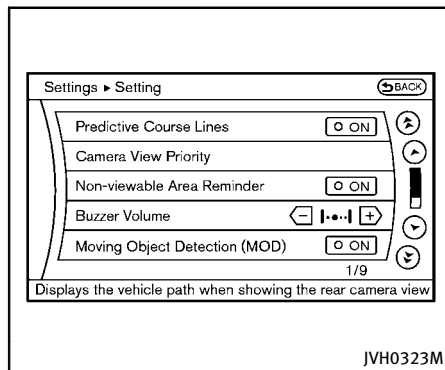 Settings ▸ Setting
BACK
Predictive Course Lines
ON
Camera View Priority
Non-viewable Area Reminder
ON
Buzzer Volume
Moving Object Detection (MOD)
ON
1/9
Displays the vehicle path when showing the rear camera view
JVH0323M